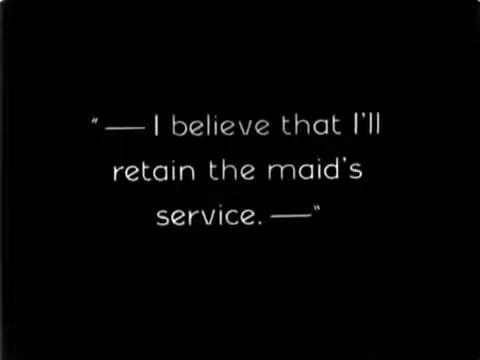 "—I believe that I'll
retain the maid's
service.—"